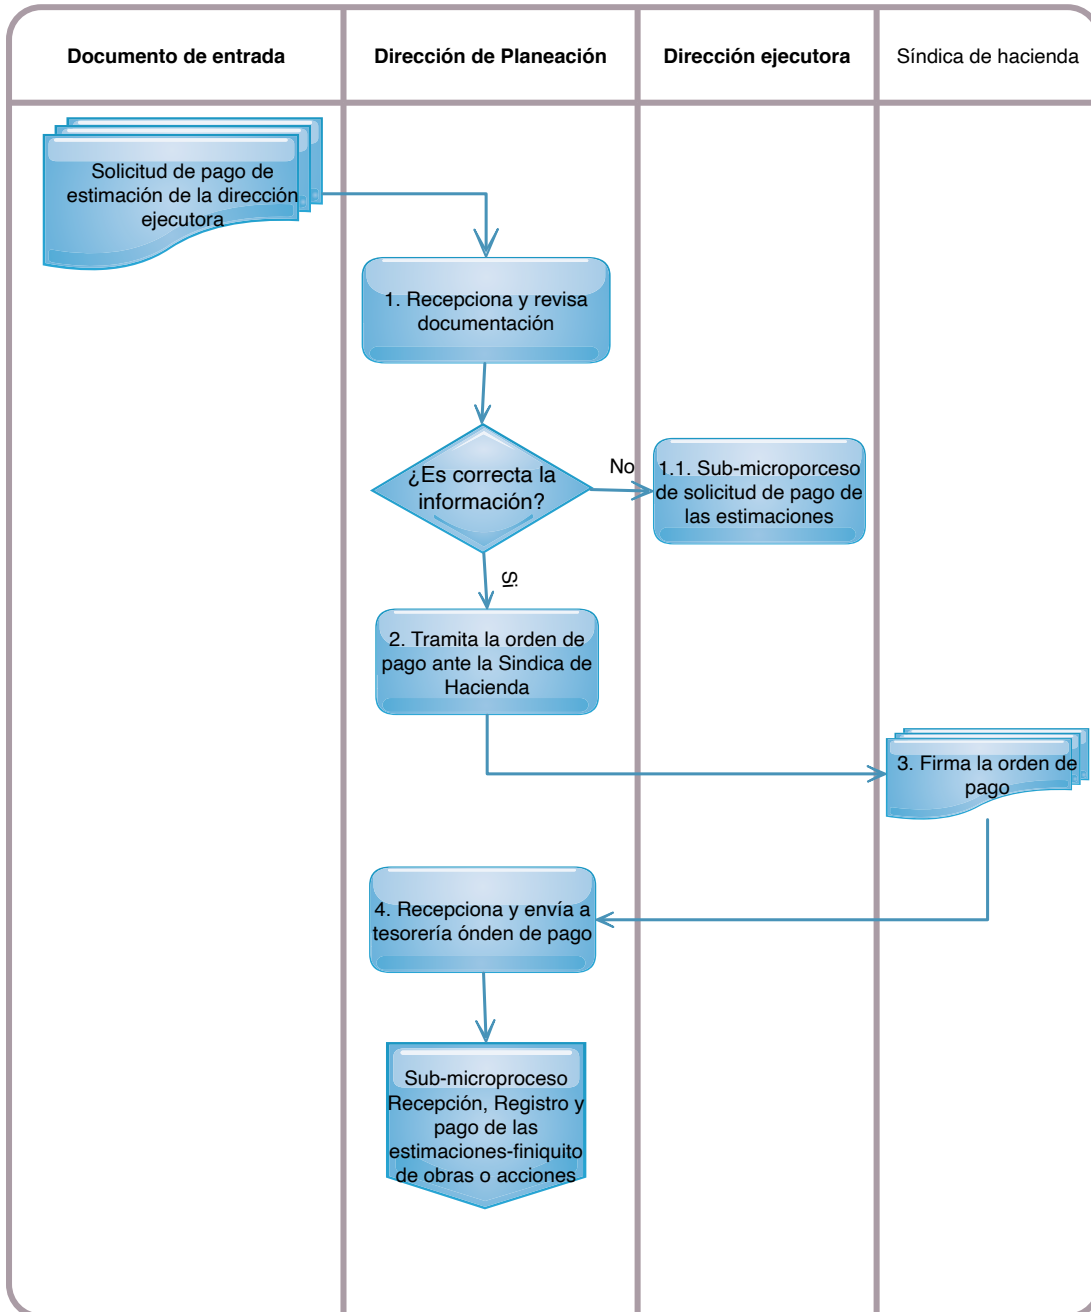 Documento de entrada
Dirección de Planeación
Dirección ejecutora
Síndica de hacienda
Solicitud de pago de
estimación de la dirección
ejecutora
1. Recepciona y revisa
documentación
¿Es correcta la
información?
No
1.1. Sub-microporceso
de solicitud de pago de
las estimaciones
Si
2. Tramita la orden de
pago ante la Sindica de
Hacienda
3. Firma la orden de
pago
4. Recepciona y envía a
tesorería ónden de pago
Sub-microproceso
Recepción, Registro y
pago de las
estimaciones-finiquito
de obras o acciones